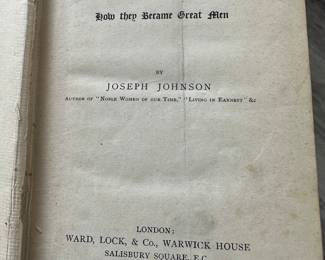 How they Became Great Men
BY
JOSEPH JOHNSON
AUTHOR OF "NOBLE WOMEN OF OUR TIME," "LIVING IN EARNEST" &c
LONDON:
WARD, LOCK, & Co., WARWICK HOUSE
SALISBURY SQUARE, E.C.